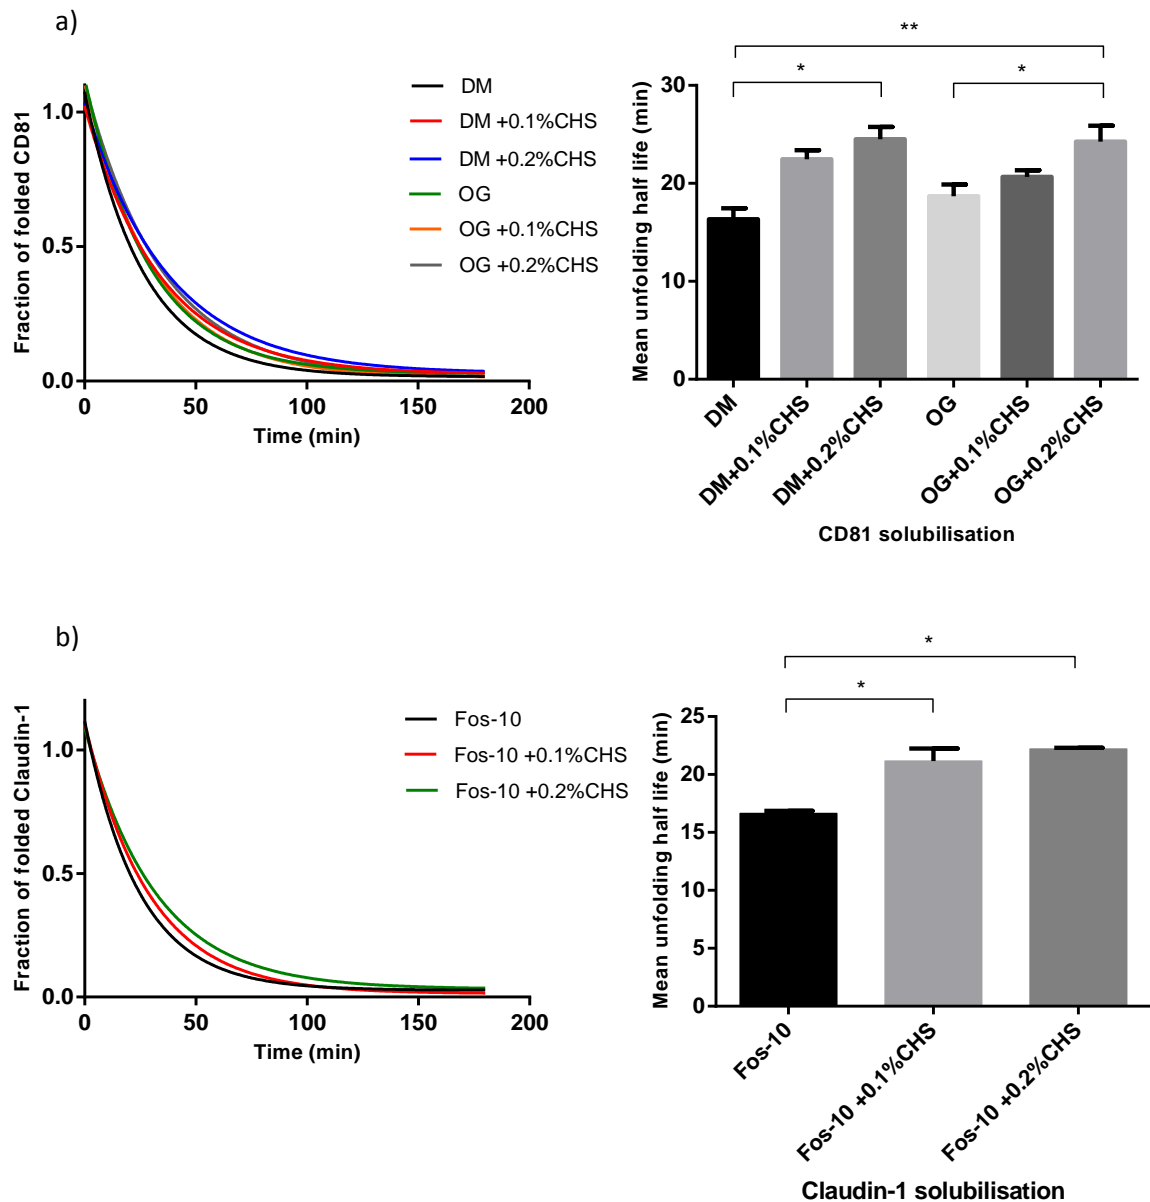 a)
Fraction of folded CD81
1.0
0.5
0.0
0
50
100
150
200
Time (min)
DM
DM +0.1%CHS
DM +0.2%CHS
OG
OG +0.1%CHS
OG +0.2%CHS
**
*
*
Mean unfolding half life (min)
30
20
10
0
DM
DM+0.1%CHS
DM+0.2%CHS
OG
OG+0.1%CHS
OG+0.2%CHS
CD81 solubilisation
b)
Fraction of folded Claudin-1
1.0
0.5
0.0
0
50
100
150
200
Time (min)
Fos-10
Fos-10 +0.1%CHS
Fos-10 +0.2%CHS
*
*
Mean unfolding half life (min)
25
20
15
10
5
0
Fos-10
Fos-10 +0.1%CHS
Fos-10 +0.2%CHS
Claudin-1 solubilisation